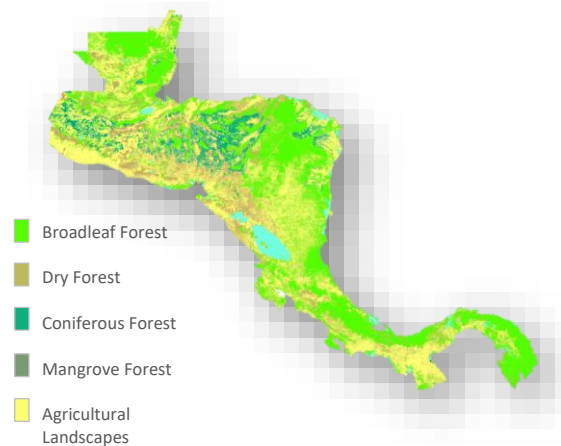 Broadleaf Forest
Dry Forest
Coniferous Forest
Mangrove Forest
Agricultural
Landscapes